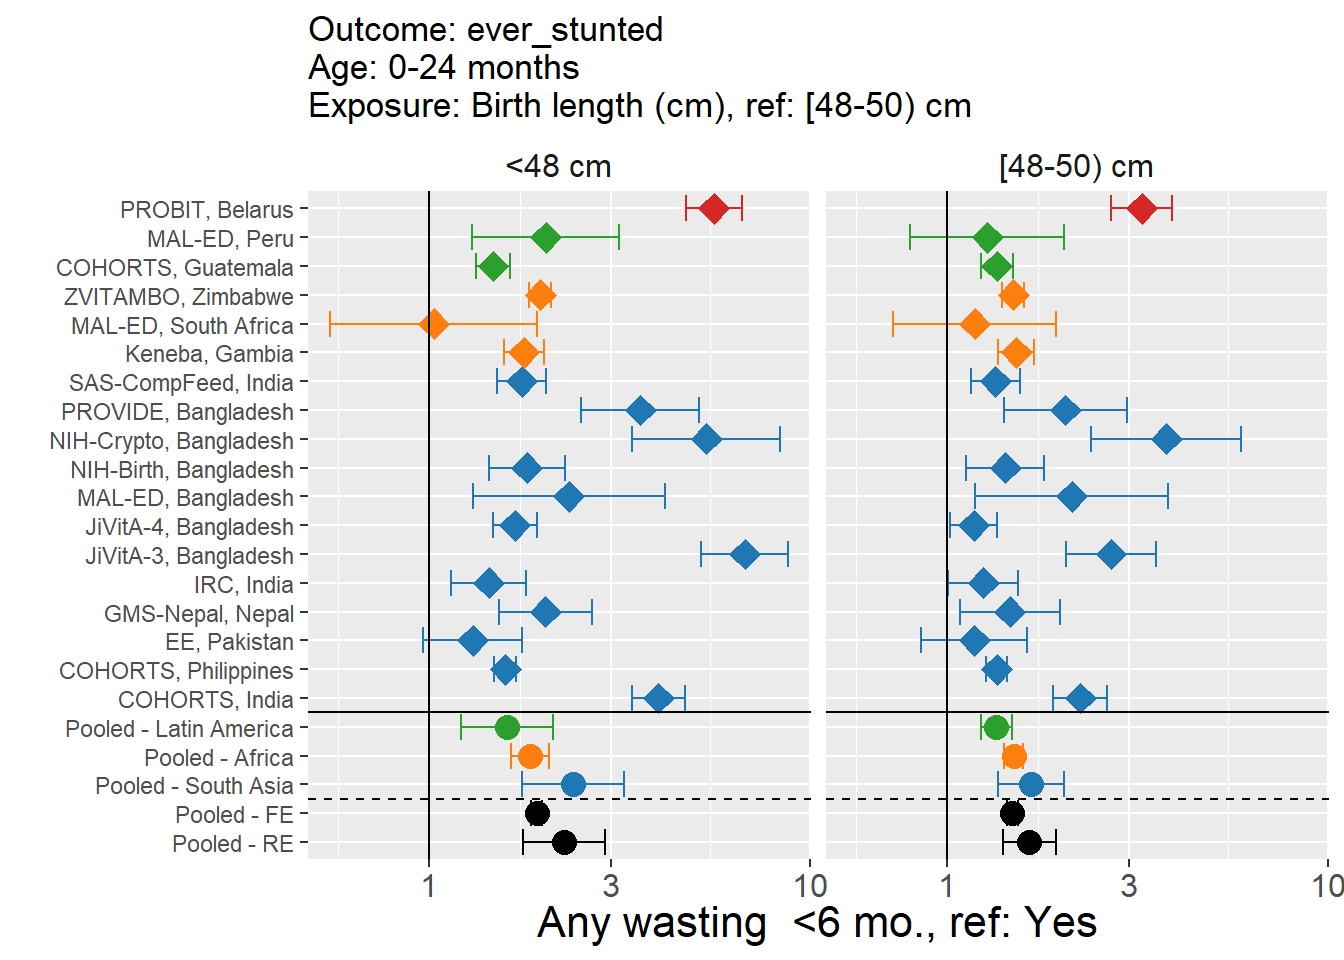 Outcome: ever_stunted
Age: 0-24 months
Exposure: Birth length (cm), ref: [48-50) cm
<48 cm
[48-50) cm
PROBIT, Belarus
MAL-ED, Peru
COHORTS, Guatemala
ZVITAMBO, Zimbabwe
MAL-ED, South Africa
Keneba, Gambia
SAS-CompFeed, India
PROVIDE, Bangladesh
NIH-Crypto, Bangladesh
NIH-Birth, Bangladesh
MAL-ED, Bangladesh
JiVitA-4, Bangladesh
JiVitA-3, Bangladesh
IRC, India
GMS-Nepal, Nepal
EE, Pakistan
COHORTS, Philippines
COHORTS, India
Pooled - Latin America
Pooled - Africa
Pooled - South Asia
Pooled - FE
Pooled - RE
1 3 10 1 3 10
Any wasting  <6 mo., ref: Yes